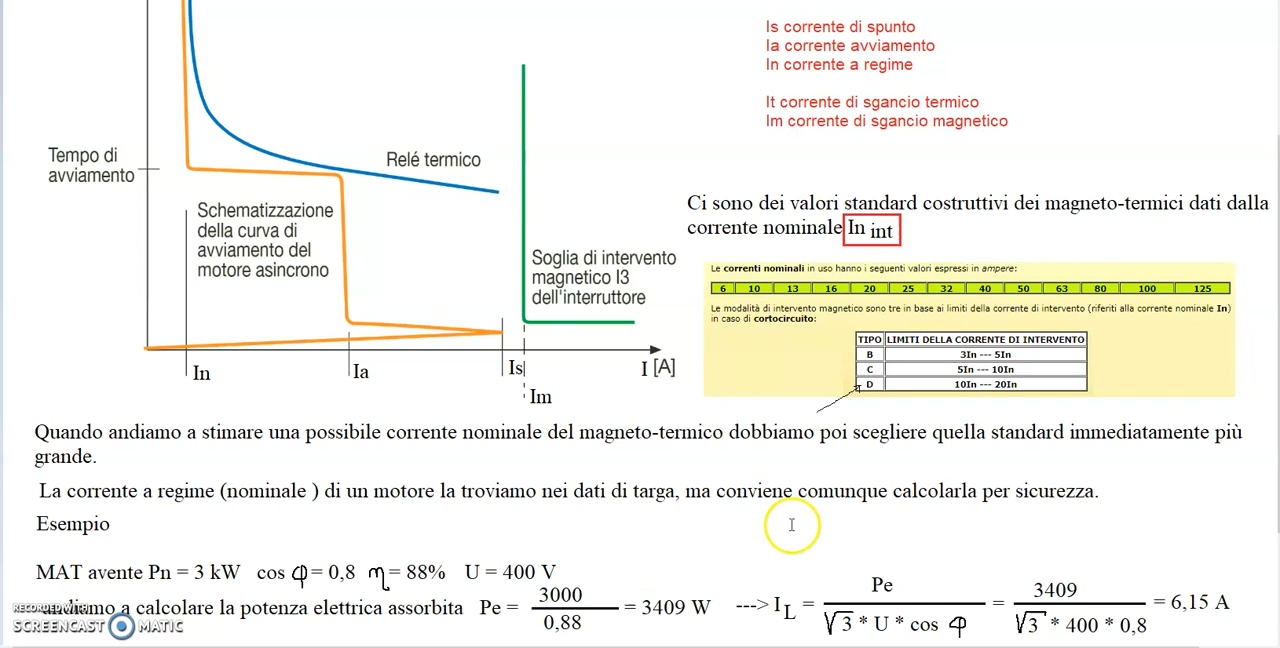 Is corrente di spunto
Ia corrente avviamento
In corrente a regime
It corrente di sgancio termico
Im corrente di sgancio magnetico
Tempo di
avviamento
Relé termico
Schematizzazione
della curva di
avviamento del
motore asincrono
Soglia di intervento
magnetico I3
dell'interruttore
In
Ia
Is
Im
I [A]
Ci sono dei valori standard costruttivi dei magneto-termici dati dalla
corrente nominale In int
Le correnti nominali in uso hanno i seguenti valori espressi in ampere:
6 10 13 16 20 25 32 40 50 63 80 100 125
Le modalità di intervento magnetico sono tre in base ai limiti della corrente di intervento (riferiti alla corrente nominale In)
in caso di cortocircuito:
TIPO LIMITI DELLA CORRENTE DI INTERVENTO
B 3In --- 5In
C 5In --- 10In
D 10In --- 20In
Quando andiamo a stimare una possibile corrente nominale del magneto-termico dobbiamo poi scegliere quella standard immediatamente più
grande.
La corrente a regime (nominale ) di un motore la troviamo nei dati di targa, ma conviene comunque calcolarla per sicurezza.
Esempio
MAT avente Pn = 3 kW cos φ = 0,8 η = 88% U = 400 V
andiamo a calcolare la potenza elettrica assorbita Pe = 3000 / 0.88 = 3409 W ---> I_L = Pe / √3 * U * cos φ = 3409 / √3 * 400 * 0,8 = 6,15 A
RECORDED WITH
SCREENCAST MATIC